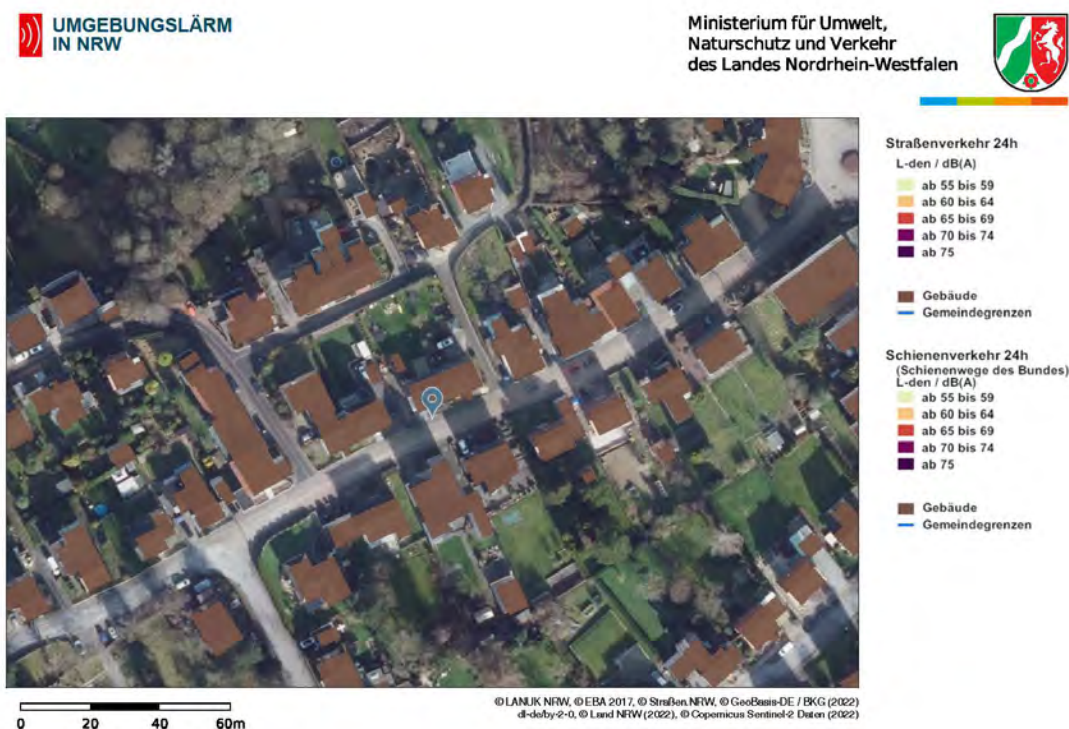 UMGEBUNGSLÄRM
IN NRW
Ministerium für Umwelt,
Naturschutz und Verkehr
des Landes Nordrhein-Westfalen
Straßenverkehr 24h
L-den / dB(A)
ab 55 bis 59
ab 60 bis 64
ab 65 bis 69
ab 70 bis 74
ab 75
Gebäude
Gemeindegrenzen
Schienenverkehr 24h
(Schienenwege des Bundes)
L-den / dB(A)
ab 55 bis 59
ab 60 bis 64
ab 65 bis 69
ab 70 bis 74
ab 75
Gebäude
Gemeindegrenzen
0 20 40 60m
© LANUK NRW, © EBA 2017, © Straßen.NRW, © GeoBasis-DE / BKG (2022)
dl-de/by-2-0, © Land NRW (2022), © Copernicus Sentinel-2 Daten (2022)